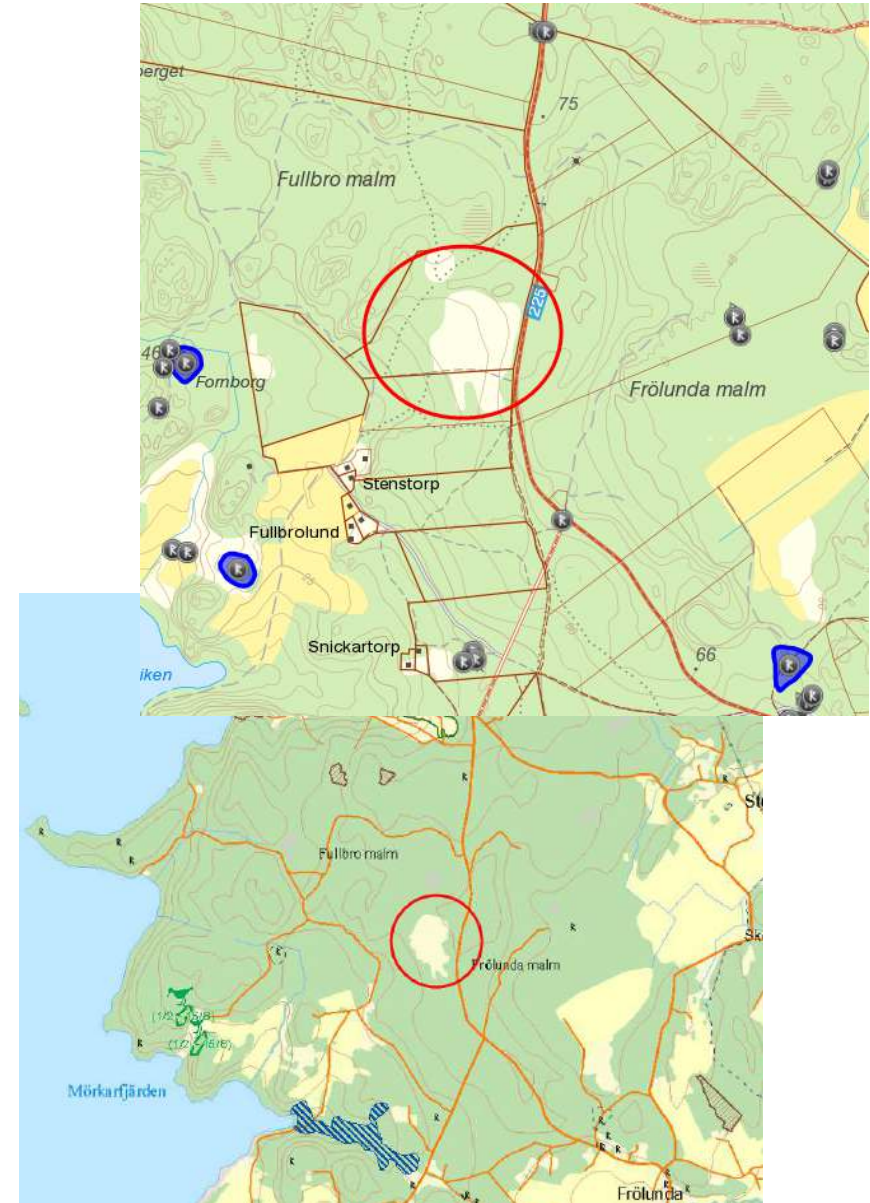 berget
75
Fullbro malm
225
46
Fornborg
Frölunda malm
Stenstorp
Fullbrolund
Snickartorp
66
iken
Fullbro malm
Frölunda malm
Mörkarfjärden
Frölunda